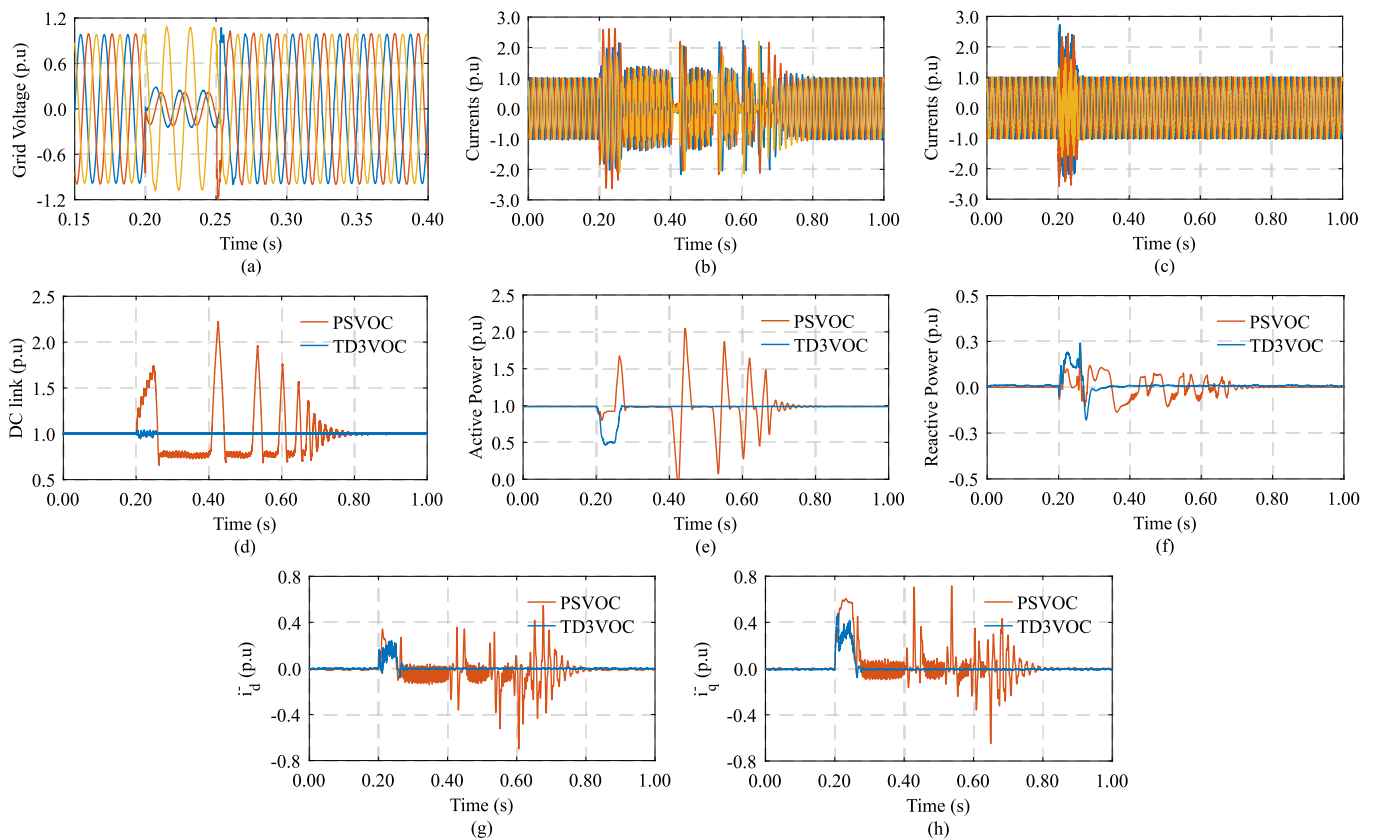 Grid Voltage (p.u)
1.2
0.6
0.0
-0.6
-1.2
0.15 0.20 0.25 0.30 0.35 0.40
Time (s)
(a)
Currents (p.u)
3.0
2.0
1.0
0.0
-1.0
-2.0
-3.0
0.00 0.20 0.40 0.60 0.80 1.00
Time (s)
(b)
Currents (p.u)
3.0
2.0
1.0
0.0
-1.0
-2.0
-3.0
0.00 0.20 0.40 0.60 0.80 1.00
Time (s)
(c)
DC link (p.u)
2.5
2.0
1.5
1.0
0.5
PSVOC
TD3VOC
0.00 0.20 0.40 0.60 0.80 1.00
Time (s)
(d)
Active Power (p.u)
2.5
2.0
1.5
1.0
0.5
0.0
PSVOC
TD3VOC
0.00 0.20 0.40 0.60 0.80 1.00
Time (s)
(e)
Reactive Power (p.u)
0.5
0.3
0.0
-0.3
-0.5
PSVOC
TD3VOC
0.00 0.20 0.40 0.60 0.80 1.00
Time (s)
(f)
i⁻d (p.u)
0.8
0.4
0.0
-0.4
-0.8
PSVOC
TD3VOC
0.00 0.20 0.40 0.60 0.80 1.00
Time (s)
(g)
i⁻q (p.u)
0.8
0.4
0.0
-0.4
-0.8
PSVOC
TD3VOC
0.00 0.20 0.40 0.60 0.80 1.00
Time (s)
(h)